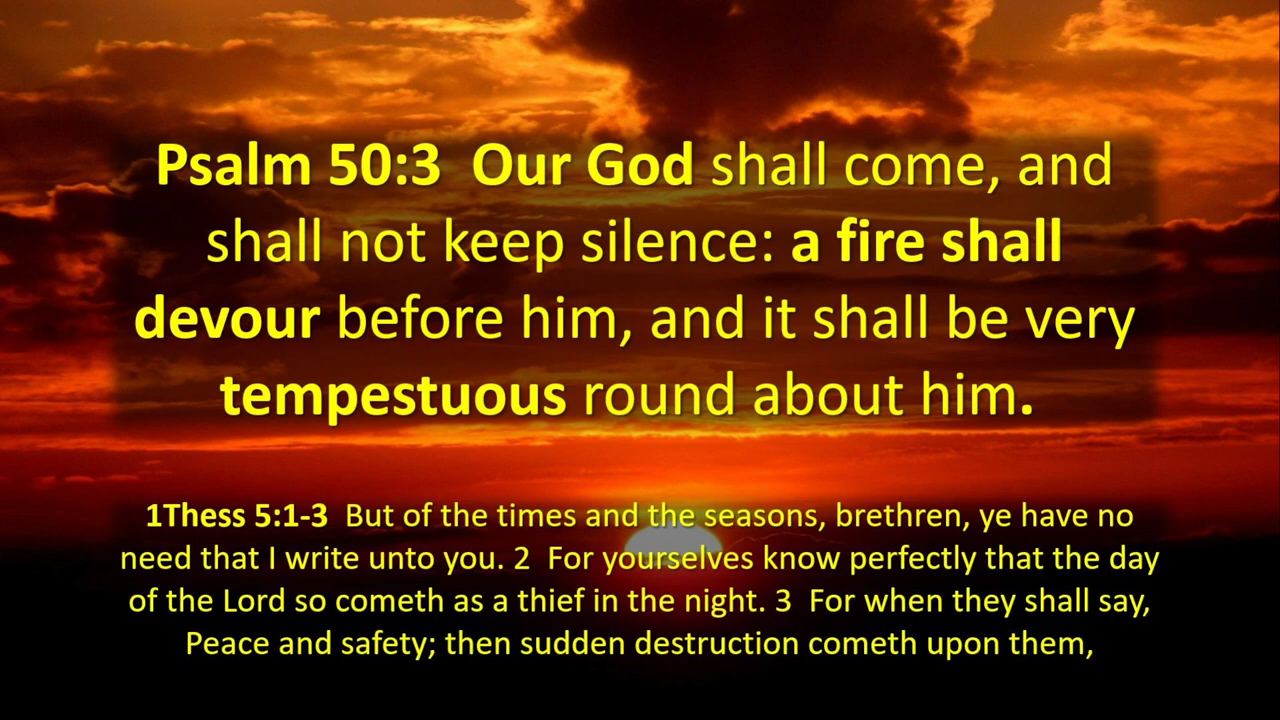 Psalm 50:3  Our God shall come, and
shall not keep silence: a fire shall
devour before him, and it shall be very
tempestuous round about him.
1Thess 5:1-3  But of the times and the seasons, brethren, ye have no
need that I write unto you. 2  For yourselves know perfectly that the day
of the Lord so cometh as a thief in the night. 3  For when they shall say,
Peace and safety; then sudden destruction cometh upon them,